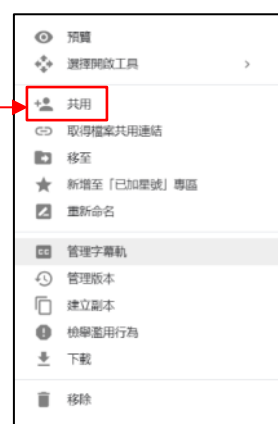 預覽
選擇開啟工具
共用
取得檔案共用連結
移至
新增至「已加星號」專區
重新命名
cc 管理字幕軌
管理版本
建立副本
檢舉濫用行為
下載
移除